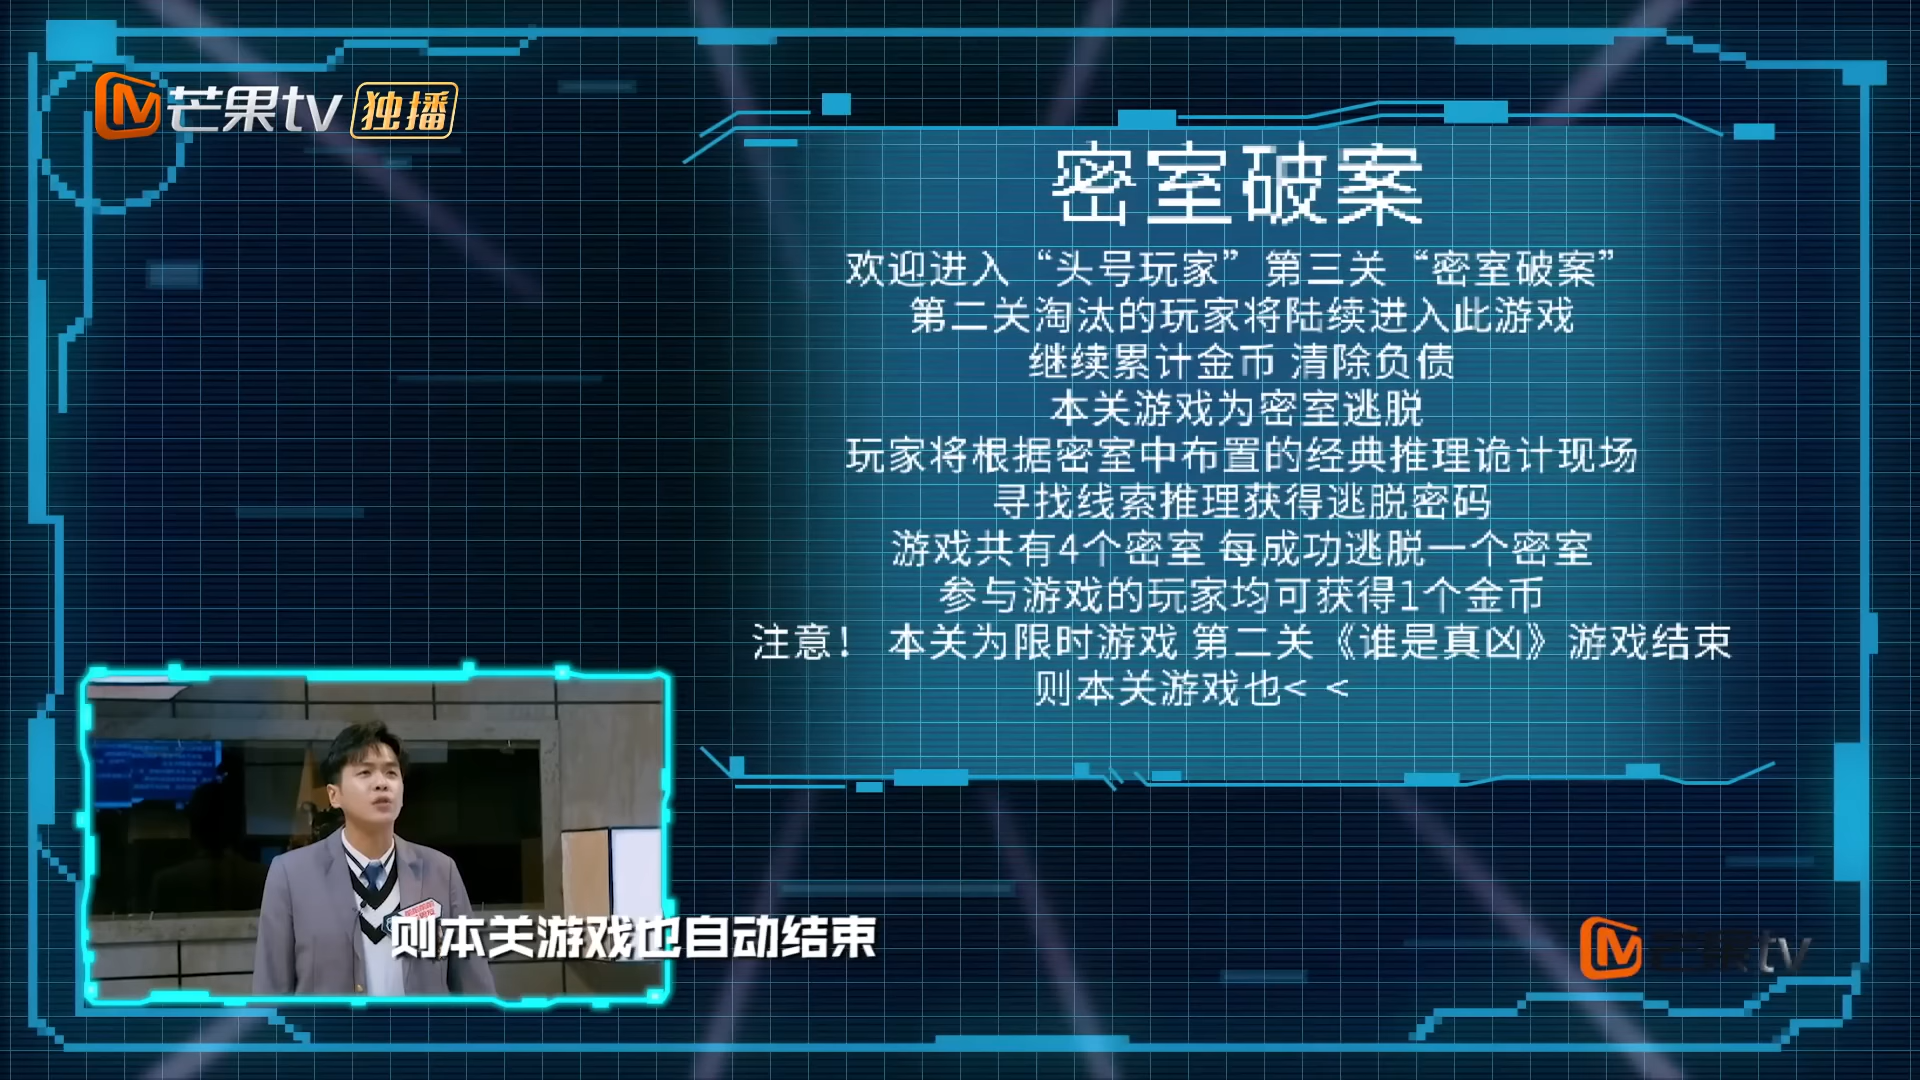 芒果tv 独播
密室破案
欢迎进入“头号玩家”第三关“密室破案”
第二关淘汰的玩家将陆续进入此游戏
继续累计金币 清除负债
本关游戏为密室逃脱
玩家将根据密室中布置的经典推理诡计现场
寻找线索推理获得逃脱密码
游戏共有4个密室 每成功逃脱一个密室
参与游戏的玩家均可获得1个金币
注意！ 本关为限时游戏 第二关《谁是真凶》游戏结束
则本关游戏也< <
则本关游戏也自动结束
芒果tv